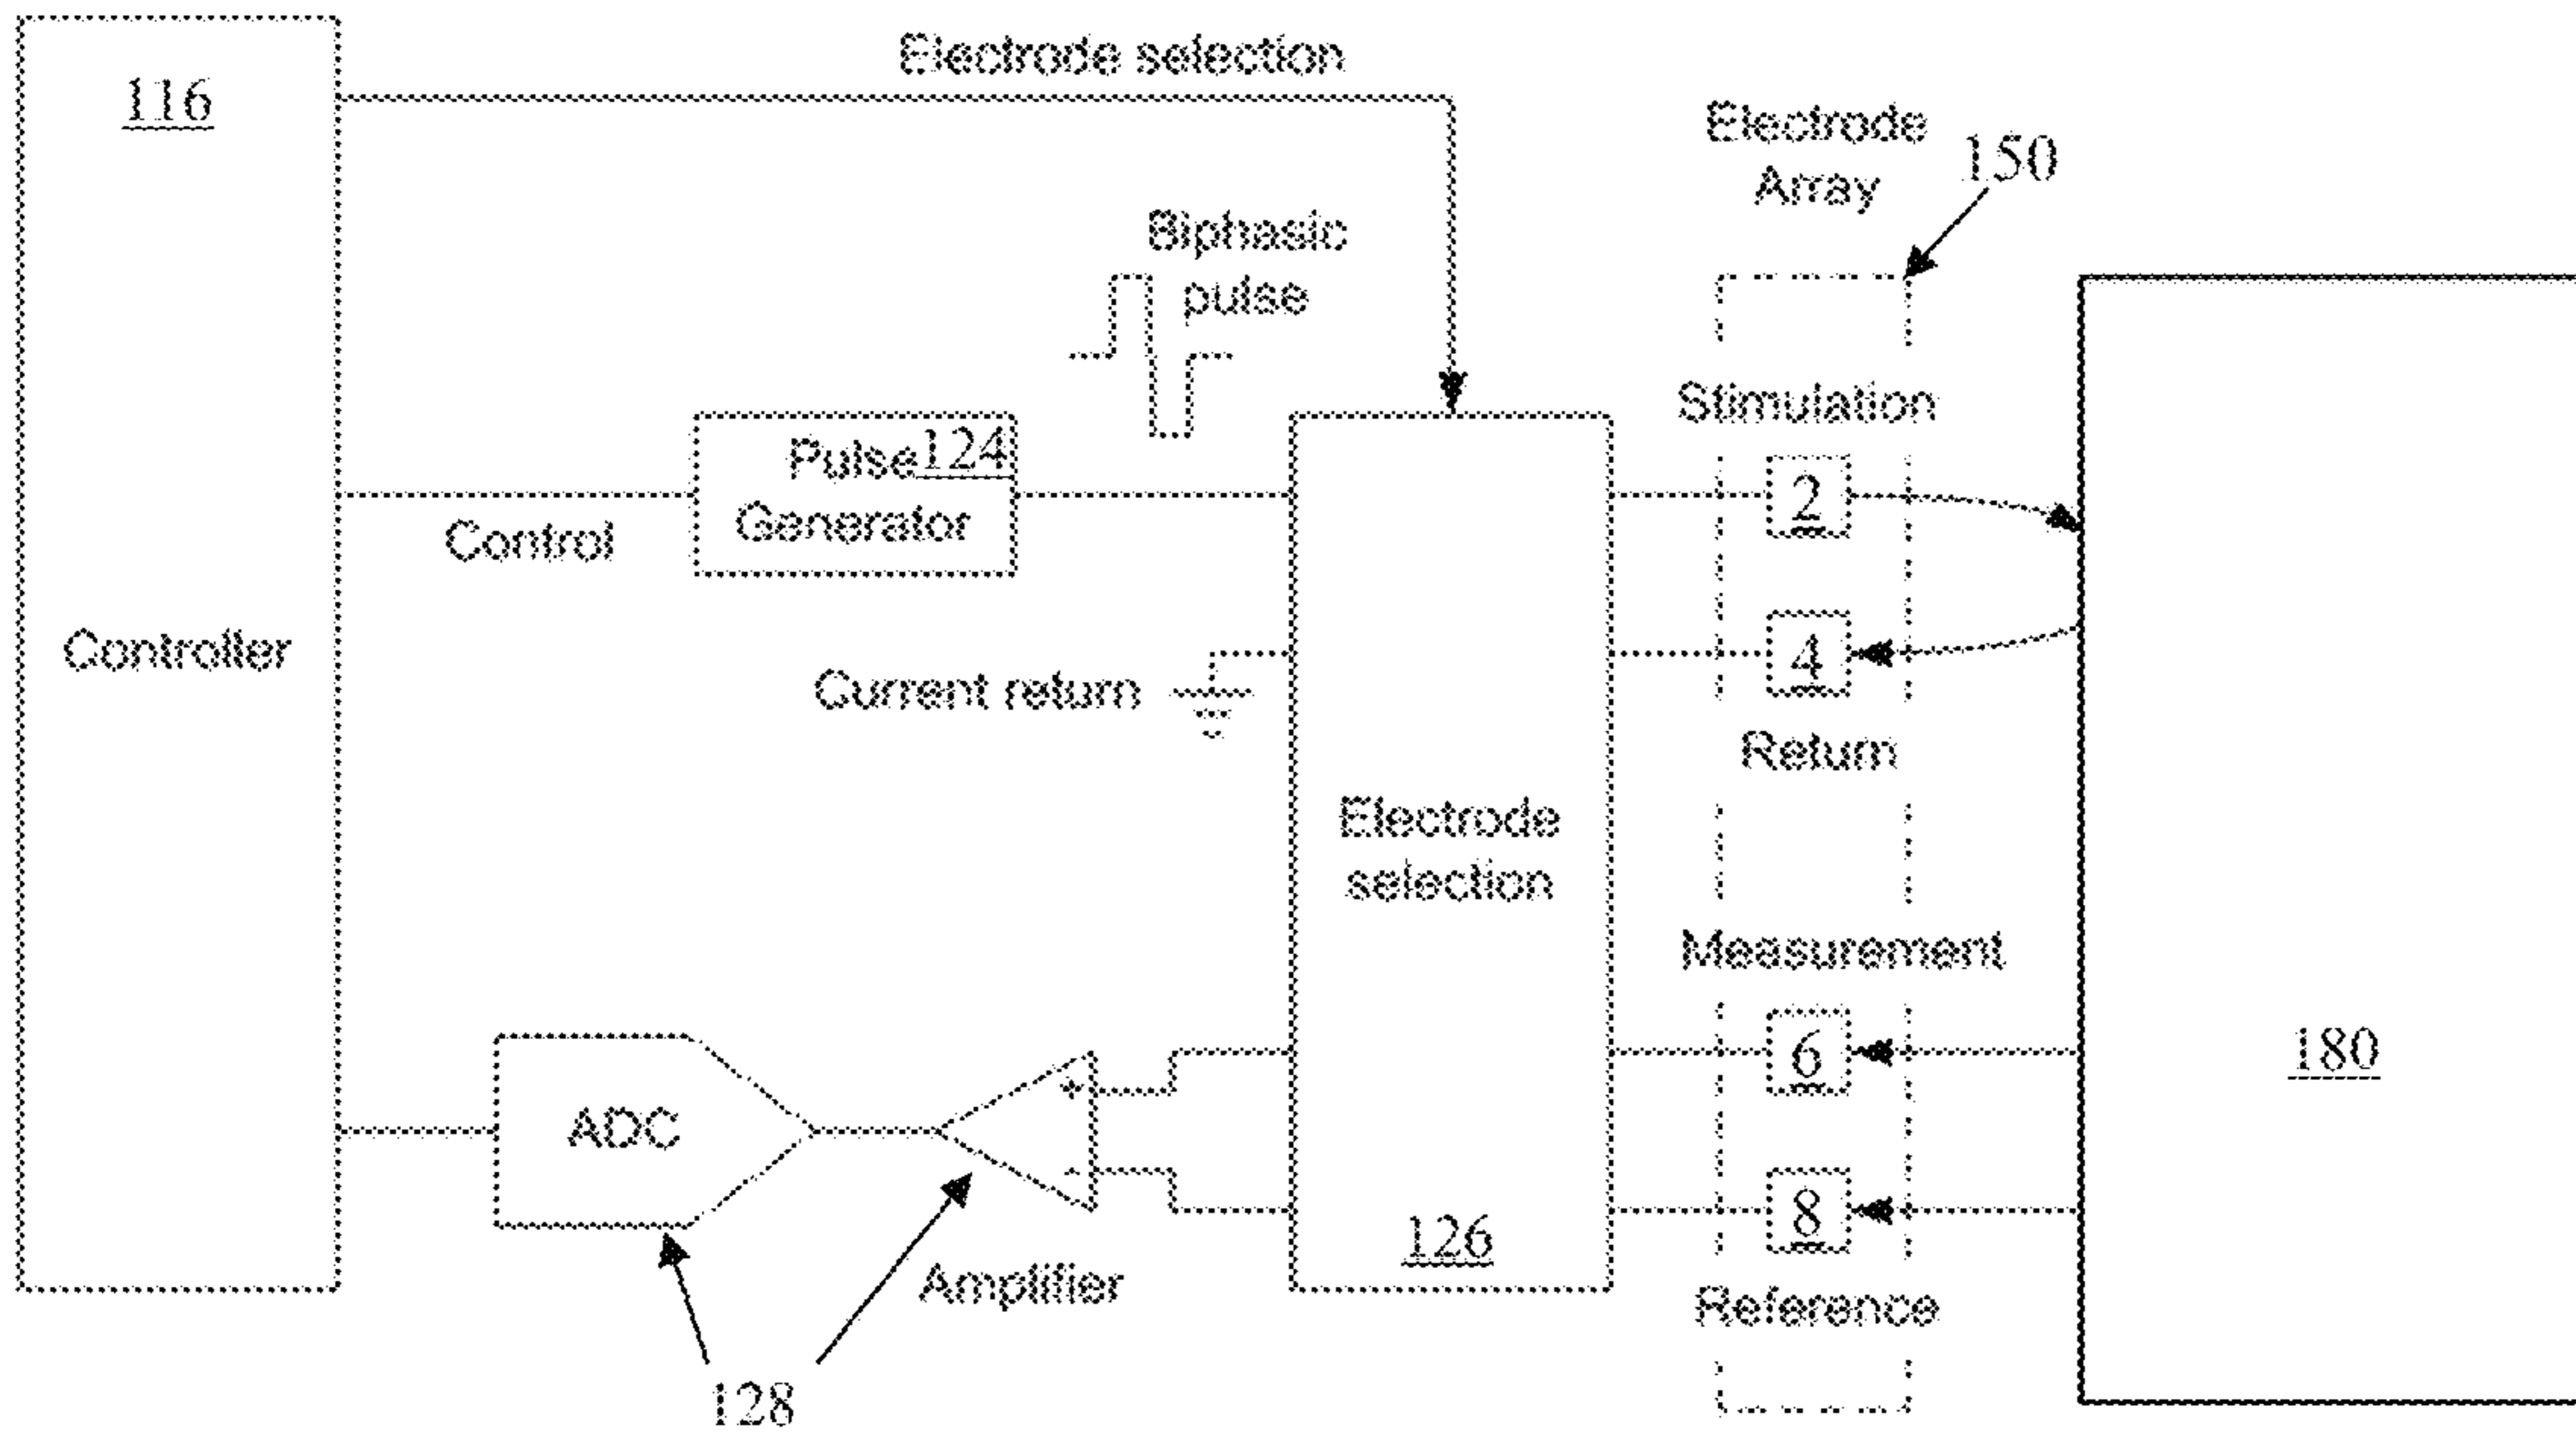 116
Controller
Electrode selection
Control
Pulse 124
Generator
Biphasic
pulse
Current return
ADC
+
-
Amplifier
128
Electrode
selection
126
Electrode
Array
150
Stimulation
2
4
Return
Measurement
6
8
Reference
180